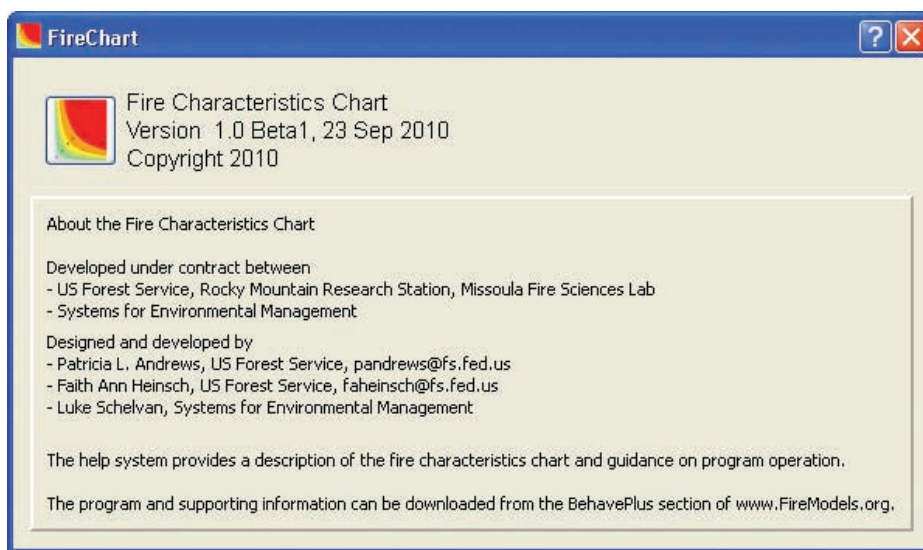 FireChart
Fire Characteristics Chart
Version 1.0 Beta1, 23 Sep 2010
Copyright 2010
About the Fire Characteristics Chart
Developed under contract between
- US Forest Service, Rocky Mountain Research Station, Missoula Fire Sciences Lab
- Systems for Environmental Management
Designed and developed by
- Patricia L. Andrews, US Forest Service, pandrews@fs.fed.us
- Faith Ann Heinsch, US Forest Service, faheinsch@fs.fed.us
- Luke Schelvan, Systems for Environmental Management
The help system provides a description of the fire characteristics chart and guidance on program operation.
The program and supporting information can be downloaded from the BehavePlus section of www.FireModels.org.